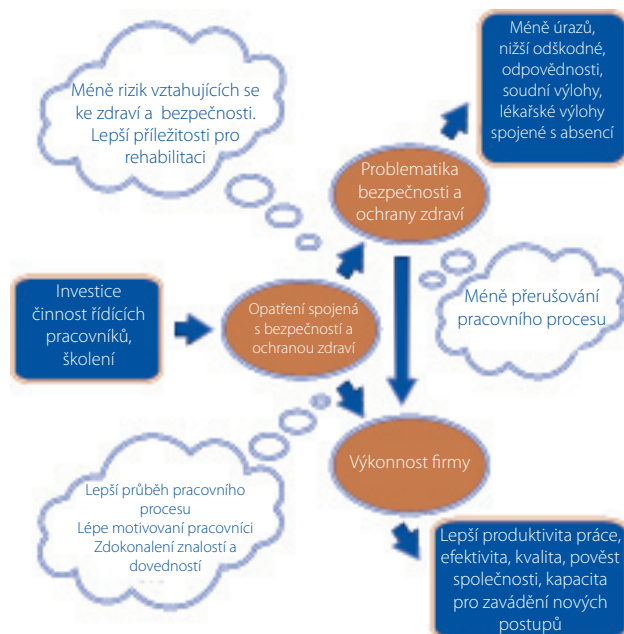 Méně úrazů,
nižší odškodné,
odpovědnosti,
soudní výlohy,
lékařské výlohy
spojené s absencí
Méně rizik vztahujících se
ke zdraví a bezpečnosti.
Lepší příležitosti pro
rehabilitaci
Problematika
bezpečnosti a
ochrany zdraví
Investice
činnost řídících
pracovníků,
školení
Opatření spojená
s bezpečností a
ochranou zdraví
Méně přerušování
pracovního procesu
Lepší průběh pracovního
procesu
Lépe motivovaní pracovníci
Zdokonalení znalostí a
dovedností
Výkonnost firmy
Lepší produktivita práce,
efektivita, kvalita, pověst
společnosti, kapacita
pro zavádění nových
postupů